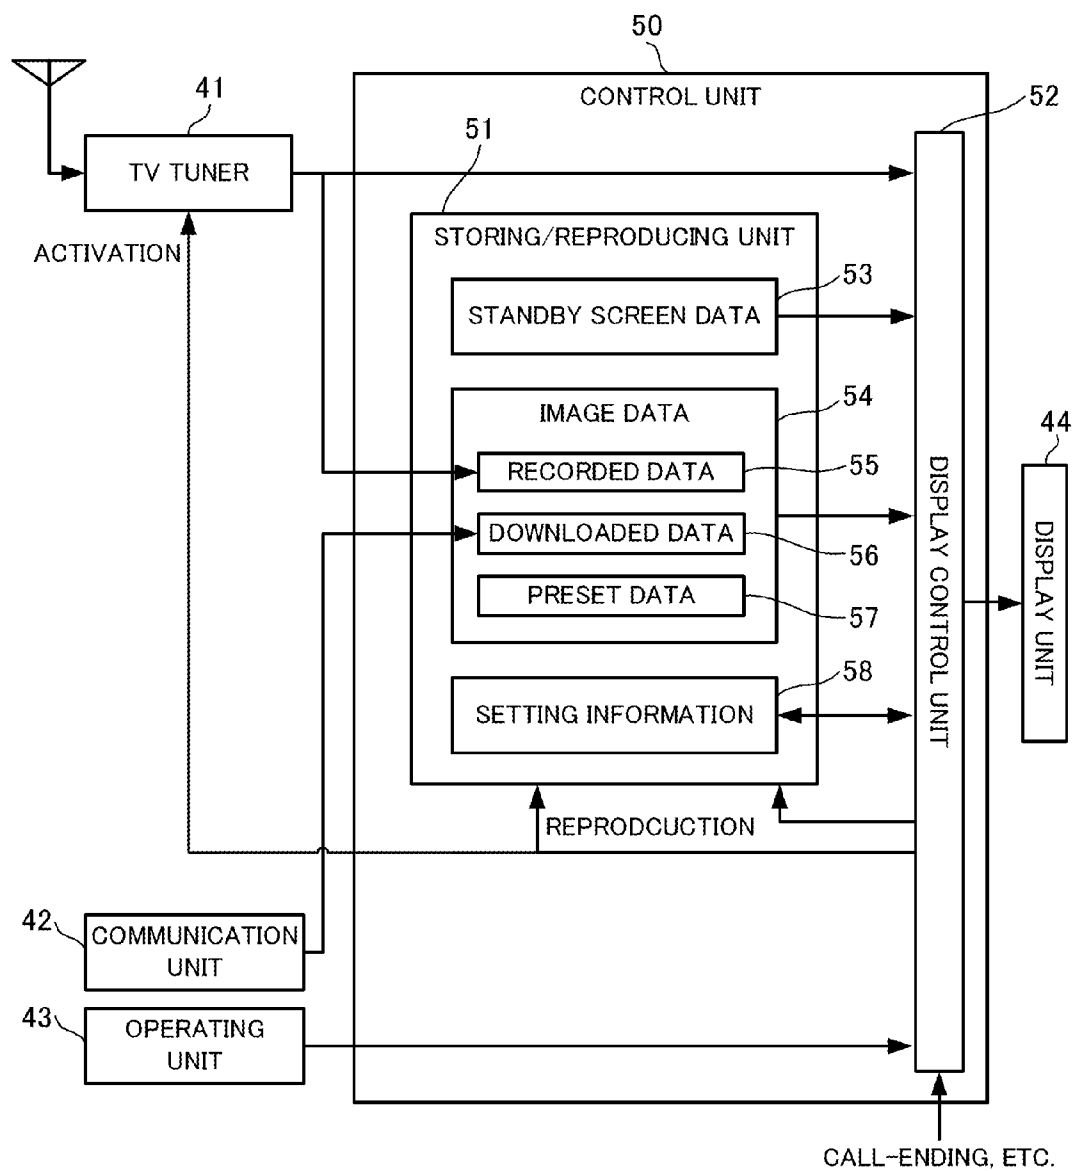 50
CONTROL UNIT
41
52
51
TV TUNER
STORING/REPRODUCING UNIT
ACTIVATION
53
STANDBY SCREEN DATA
54
IMAGE DATA
44
RECORDED DATA
55
DOWNLOADED DATA
56
PRESET DATA
57
DISPLAY CONTROL UNIT
DISPLAY UNIT
58
SETTING INFORMATION
REPRODCUCTION
42
COMMUNICATION
UNIT
43
OPERATING
UNIT
CALL-ENDING, ETC.